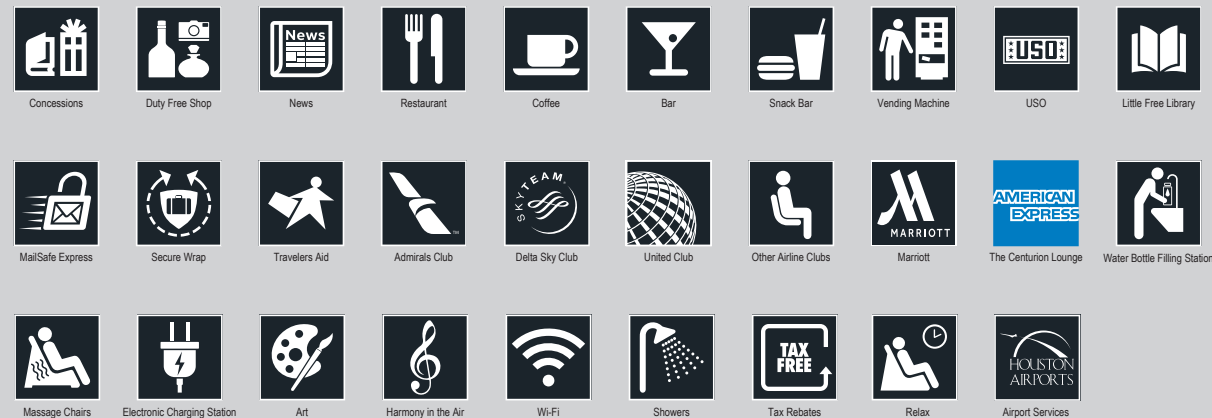 News
USO
Concessions Duty Free Shop News Restaurant Coffee Bar Snack Bar Vending Machine USO Little Free Library
SKYTEAM
MARRIOTT
AMERICAN
EXPRESS
TM
MailSafe Express Secure Wrap Travelers Aid Admirals Club Delta Sky Club United Club Other Airline Clubs Marriott The Centurion Lounge Water Bottle Filling Station
TAX
FREE
HOUSTON
AIRPORTS
Massage Chairs Electronic Charging Station Art Harmony in the Air Wi-Fi Showers Tax Rebates Relax Airport Services